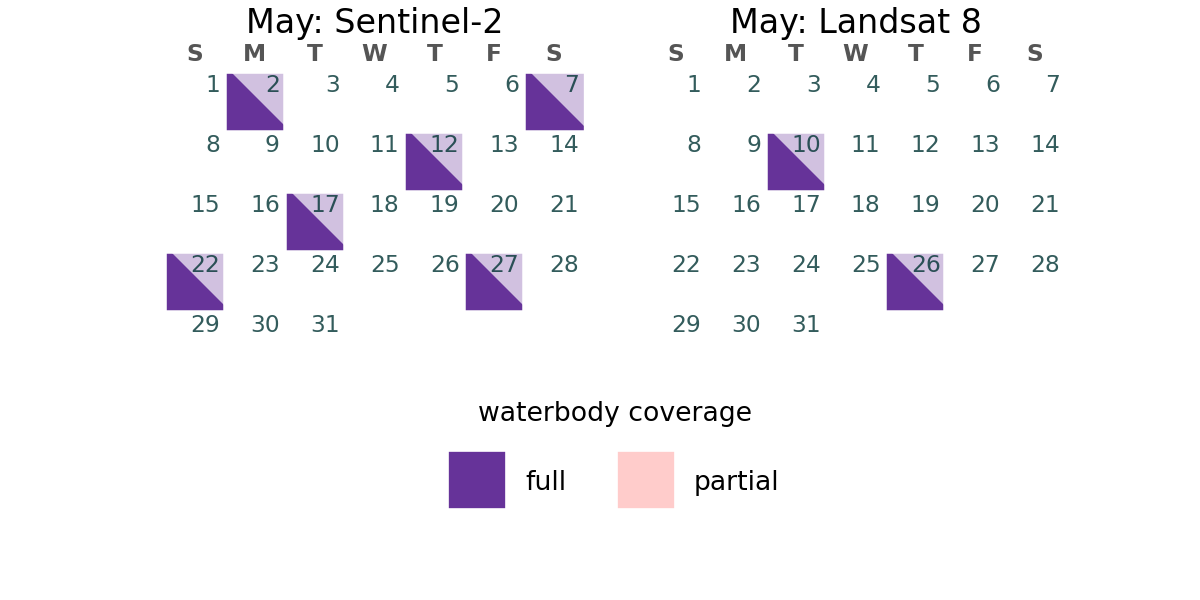 May: Sentinel-2
S M T W T F S
1 2 3 4 5 6 7
8 9 10 11 12 13 14
15 16 17 18 19 20 21
22 23 24 25 26 27 28
29 30 31
May: Landsat 8
S M T W T F S
1 2 3 4 5 6 7
8 9 10 11 12 13 14
15 16 17 18 19 20 21
22 23 24 25 26 27 28
29 30 31
waterbody coverage
full partial